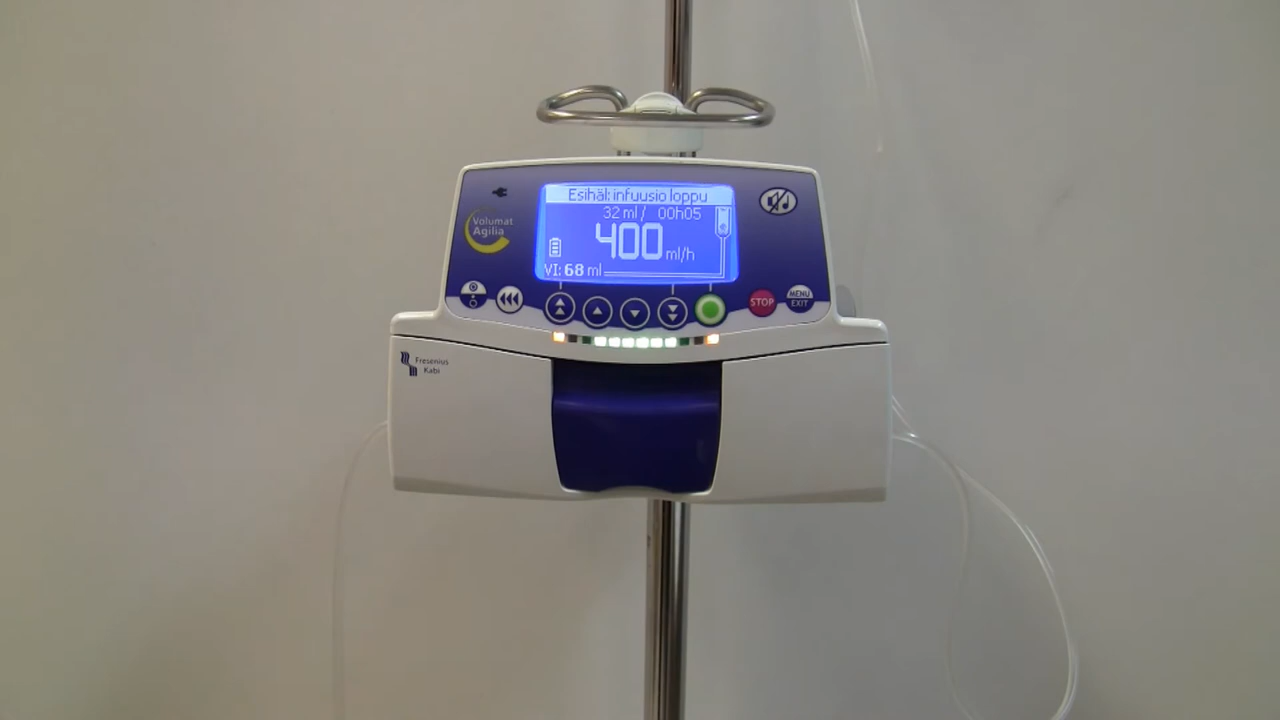 Esihäl: infuusio loppu
32 ml/ 00h05
400 ml/h
VI: 68 ml
Volumat
Agilia
STOP
MENU
EXIT
Fresenius
Kabi